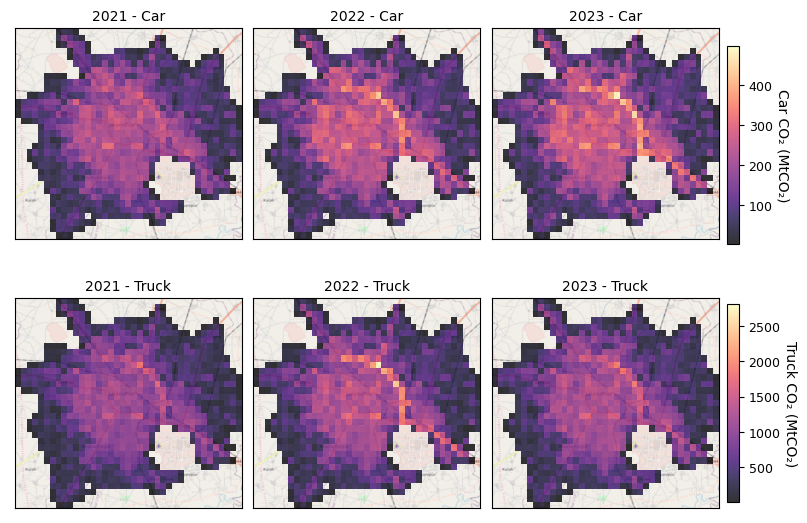 2021 - Car
2022 - Car
2023 - Car
400
300
200
100
Car CO₂ (MtCO₂)
2021 - Truck
2022 - Truck
2023 - Truck
2500
2000
1500
1000
500
Truck CO₂ (MtCO₂)